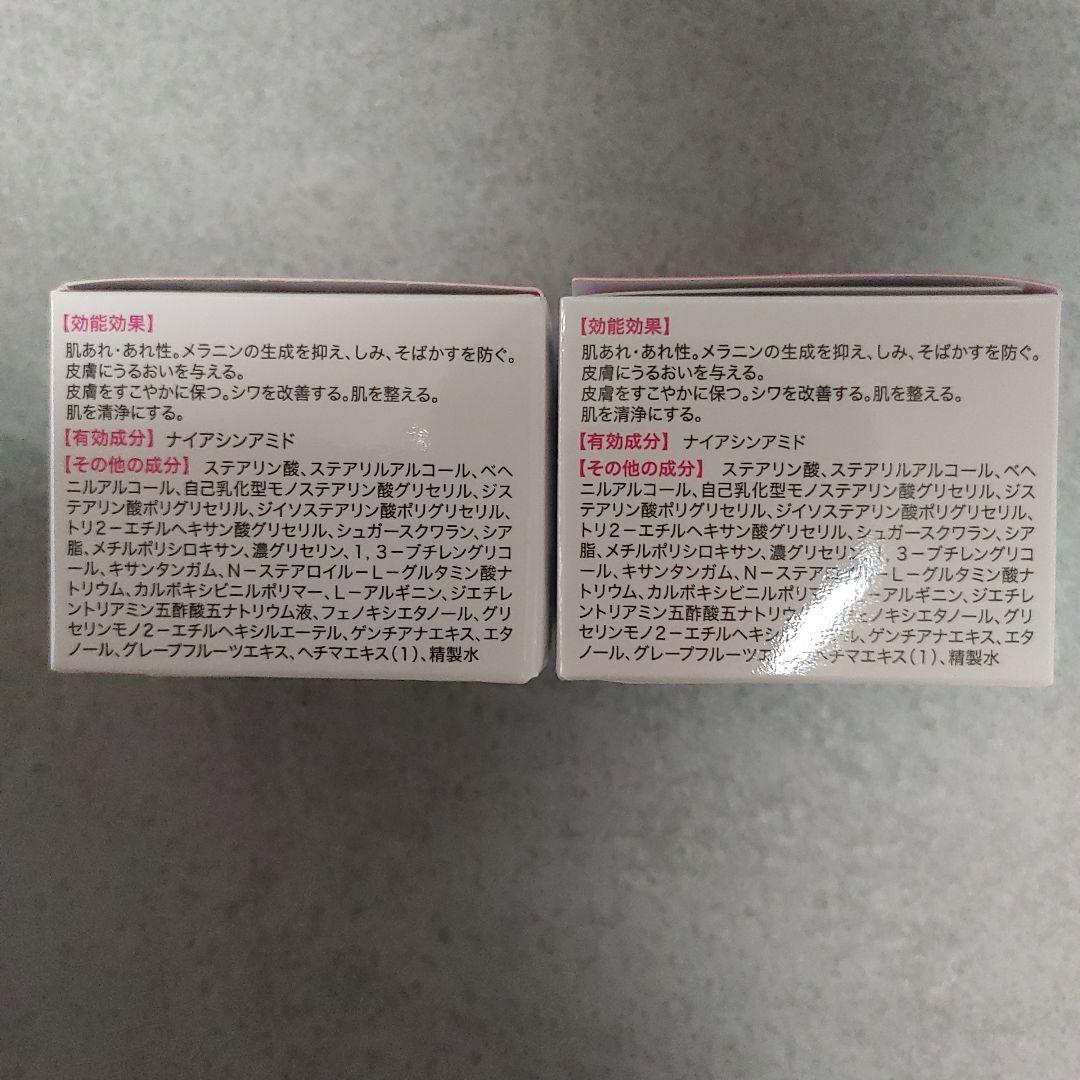 【効能効果】
肌あれ・あれ性。メラニンの生成を抑え、しみ、そばかすを防ぐ。
皮膚にうるおいを与える。
皮膚をすこやかに保つ。シワを改善する。肌を整える。
肌を清浄にする。
【有効成分】 ナイアシンアミド
【その他の成分】 ステアリン酸、ステアリルアルコール、ベヘ
ニルアルコール、自己乳化型モノステアリン酸グリセリル、ジス
テアリン酸ポリグリセリル、ジイソステアリン酸ポリグリセリル、
トリ2－エチルヘキサン酸グリセリル、シュガースクワラン、シア
脂、メチルポリシロキサン、濃グリセリン、1，3－ブチレングリコ
ール、キサンタンガム、N－ステアロイル－L－グルタミン酸ナ
トリウム、カルボキシビニルポリマー、L－アルギニン、ジエチレ
ントリアミン五酢酸五ナトリウム液、フェノキシエタノール、グリ
セリンモノ2－エチルヘキシルエーテル、ゲンチアナエキス、エタ
ノール、グレープフルーツエキス、ヘチマエキス（1）、精製水
【効能効果】
肌あれ・あれ性。メラニンの生成を抑え、しみ、そばかすを防ぐ。
皮膚にうるおいを与える。
皮膚をすこやかに保つ。シワを改善する。肌を整える。
肌を清浄にする。
【有効成分】 ナイアシンアミド
【その他の成分】 ステアリン酸、ステアリルアルコール、ベヘ
ニルアルコール、自己乳化型モノステアリン酸グリセリル、ジス
テアリン酸ポリグリセリル、ジイソステアリン酸ポリグリセリル、
トリ2－エチルヘキサン酸グリセリル、シュガースクワラン、シア
脂、メチルポリシロキサン、濃グリセリン、3－ブチレングリコ
ール、キサンタンガム、N－ステアロイル－L－グルタミン酸ナ
トリウム、カルボキシビニルポリマー －アルギニン、ジエチレ
ントリアミン五酢酸五ナトリウム フェノキシエタノール、グリ
セリンモノ2－エチルヘキシ ル、ゲンチアナエキス、エタ
ノール、グレープフルーツエ ヘチマエキス（1）、精製水